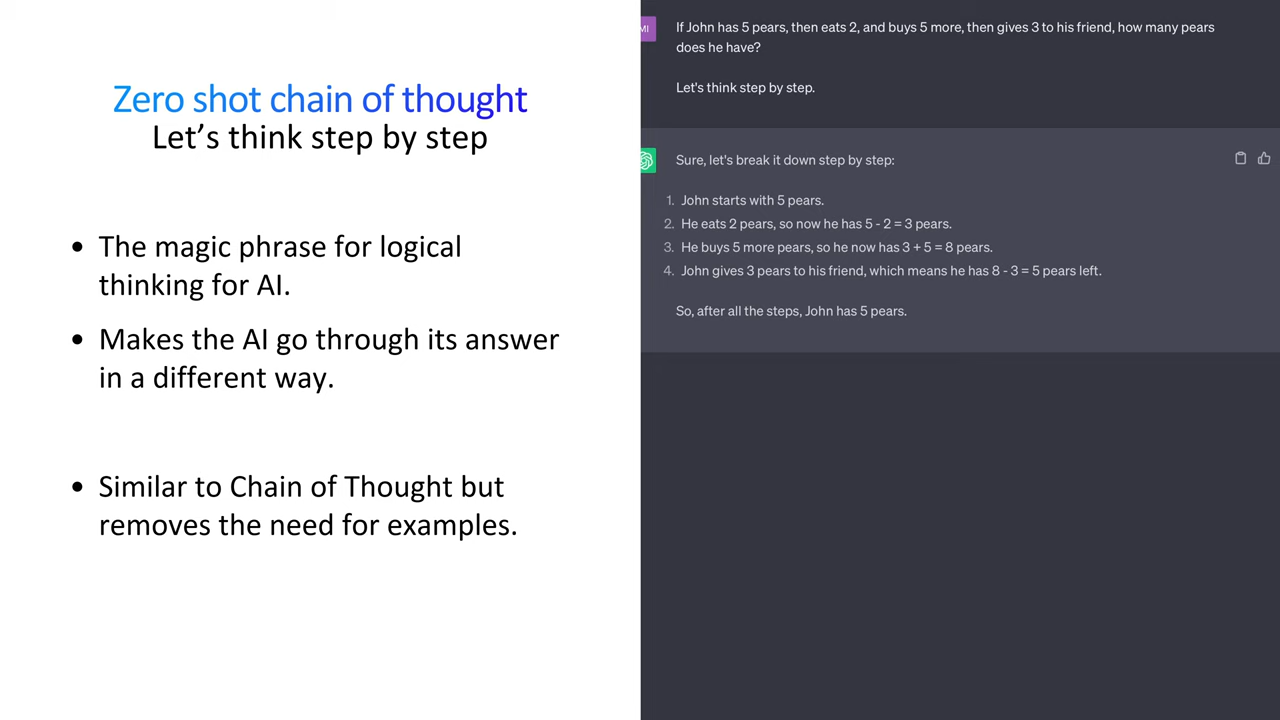 Zero shot chain of thought
Let’s think step by step
• The magic phrase for logical
thinking for AI.
• Makes the AI go through its answer
in a different way.
• Similar to Chain of Thought but
removes the need for examples.
MI
If John has 5 pears, then eats 2, and buys 5 more, then gives 3 to his friend, how many pears
does he have?
Let's think step by step.
Sure, let's break it down step by step:
1. John starts with 5 pears.
2. He eats 2 pears, so now he has 5 - 2 = 3 pears.
3. He buys 5 more pears, so he now has 3 + 5 = 8 pears.
4. John gives 3 pears to his friend, which means he has 8 - 3 = 5 pears left.
So, after all the steps, John has 5 pears.